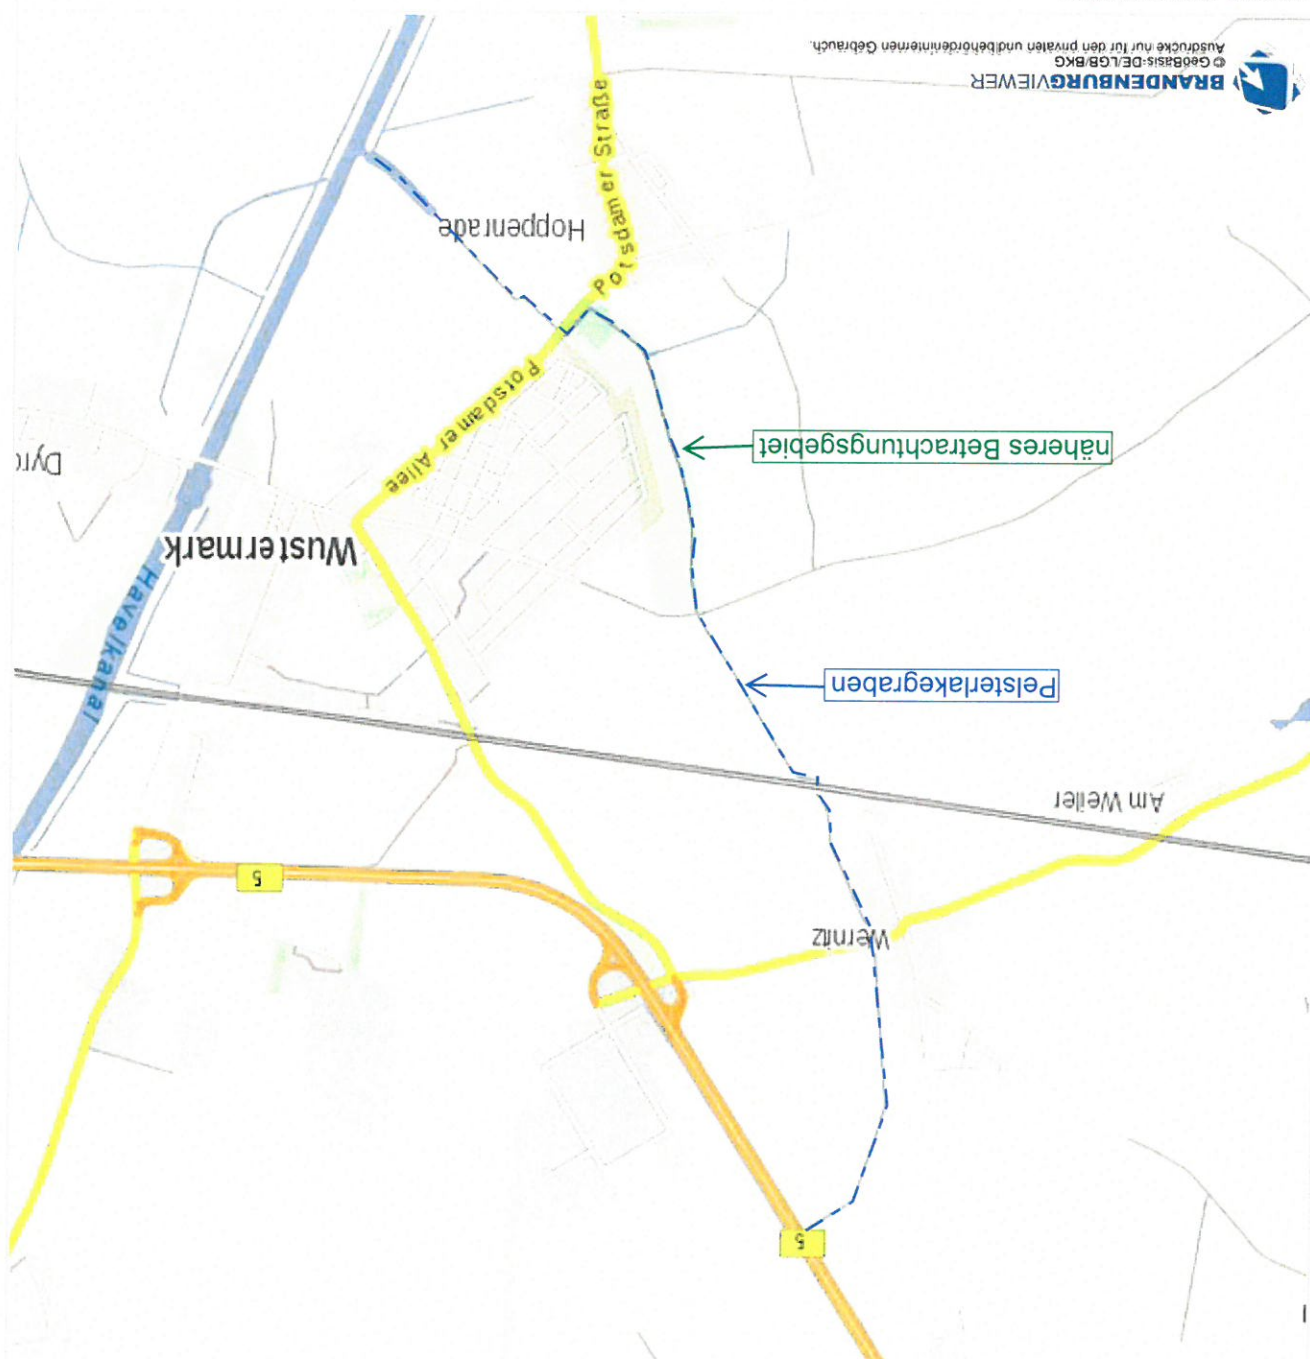 5
Wernitz
5
Am Weiler
Pelsterlakegraben
Havelkanal
Wustermark
näheres Betrachtungsgebiet
Potsdamer Allee
Hoppenrade
Potsdamer Straße
BRANDENBURGVIEWER
© GeoBasis-DE/LGB/BKG
Ausdrucke nur für den privaten und behördeninternen Gebrauch.